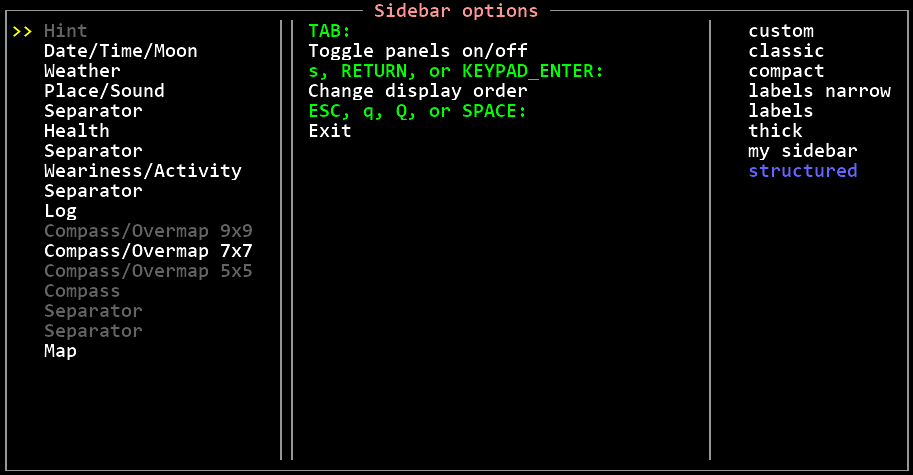 Sidebar options
>> Hint
Date/Time/Moon
Weather
Place/Sound
Separator
Health
Separator
Weariness/Activity
Separator
Log
Compass/Overmap 9x9
Compass/Overmap 7x7
Compass/Overmap 5x5
Compass
Separator
Separator
Map
TAB:
Toggle panels on/off
s, RETURN, or KEYPAD_ENTER:
Change display order
ESC, q, Q, or SPACE:
Exit
custom
classic
compact
labels narrow
labels
thick
my sidebar
structured